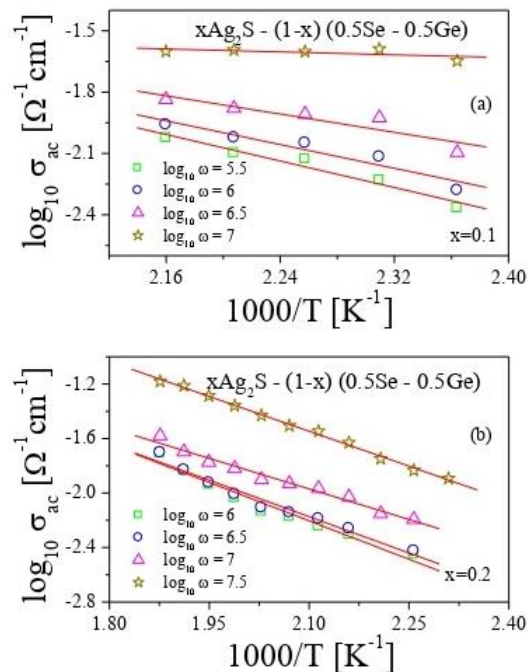 xAg₂S - (1-x) (0.5Se - 0.5Ge)
-1.5
-1.8
-2.1
-2.4
log₁₀ σac [Ω⁻¹cm⁻¹]
(a)
log₁₀ ω = 5.5
log₁₀ ω = 6
log₁₀ ω = 6.5
log₁₀ ω = 7
x=0.1
2.16 2.24 2.32 2.40
1000/T [K⁻¹]
xAg₂S - (1-x) (0.5Se - 0.5Ge)
-1.2
-1.6
-2.0
-2.4
-2.8
log₁₀ σac [Ω⁻¹cm⁻¹]
(b)
log₁₀ ω = 6
log₁₀ ω = 6.5
log₁₀ ω = 7
log₁₀ ω = 7.5
x=0.2
1.80 1.95 2.10 2.25 2.40
1000/T [K⁻¹]